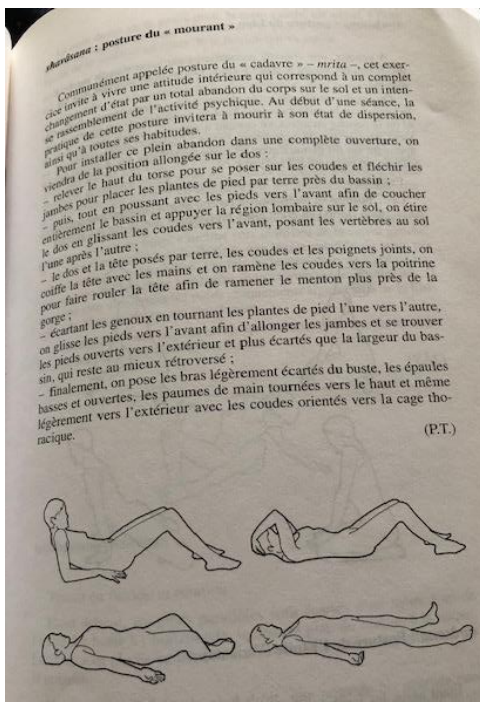 shavâsana : posture du « mourant »
Communément appelée posture du « cadavre » – mrita –, cet exer-
cice invite à vivre une attitude intérieure qui correspond à un complet
changement d'état par un total abandon du corps sur le sol et un inten-
se rassemblement de l'activité psychique. Au début d'une séance, la
pratique de cette posture invitera à mourir à son état de dispersion,
ainsi qu'à toutes ses habitudes.
Pour installer ce plein abandon dans une complète ouverture, on
viendra de la position allongée sur le dos :
– relever le haut du torse pour se poser sur les coudes et fléchir les
jambes pour placer les plantes de pied par terre près du bassin ;
– puis, tout en poussant avec les pieds vers l'avant afin de coucher
entièrement le bassin et appuyer la région lombaire sur le sol, on étire
le dos en glissant les coudes vers l'avant, posant les vertèbres au sol
l'une après l'autre ;
– le dos et la tête posés par terre, les coudes et les poignets joints, on
coiffe la tête avec les mains et on ramène les coudes vers la poitrine
pour faire rouler la tête afin de ramener le menton plus près de la
gorge ;
– écartant les genoux en tournant les plantes de pied l'une vers l'autre,
on glisse les pieds vers l'avant afin d'allonger les jambes et se trouver
les pieds ouverts vers l'extérieur et plus écartés que la largeur du bas-
sin, qui reste au mieux rétroversé ;
– finalement, on pose les bras légèrement écartés du buste, les épaules
basses et ouvertes, les paumes de main tournées vers le haut et même
légèrement vers l'extérieur avec les coudes orientés vers la cage tho-
racique.
(P.T.)